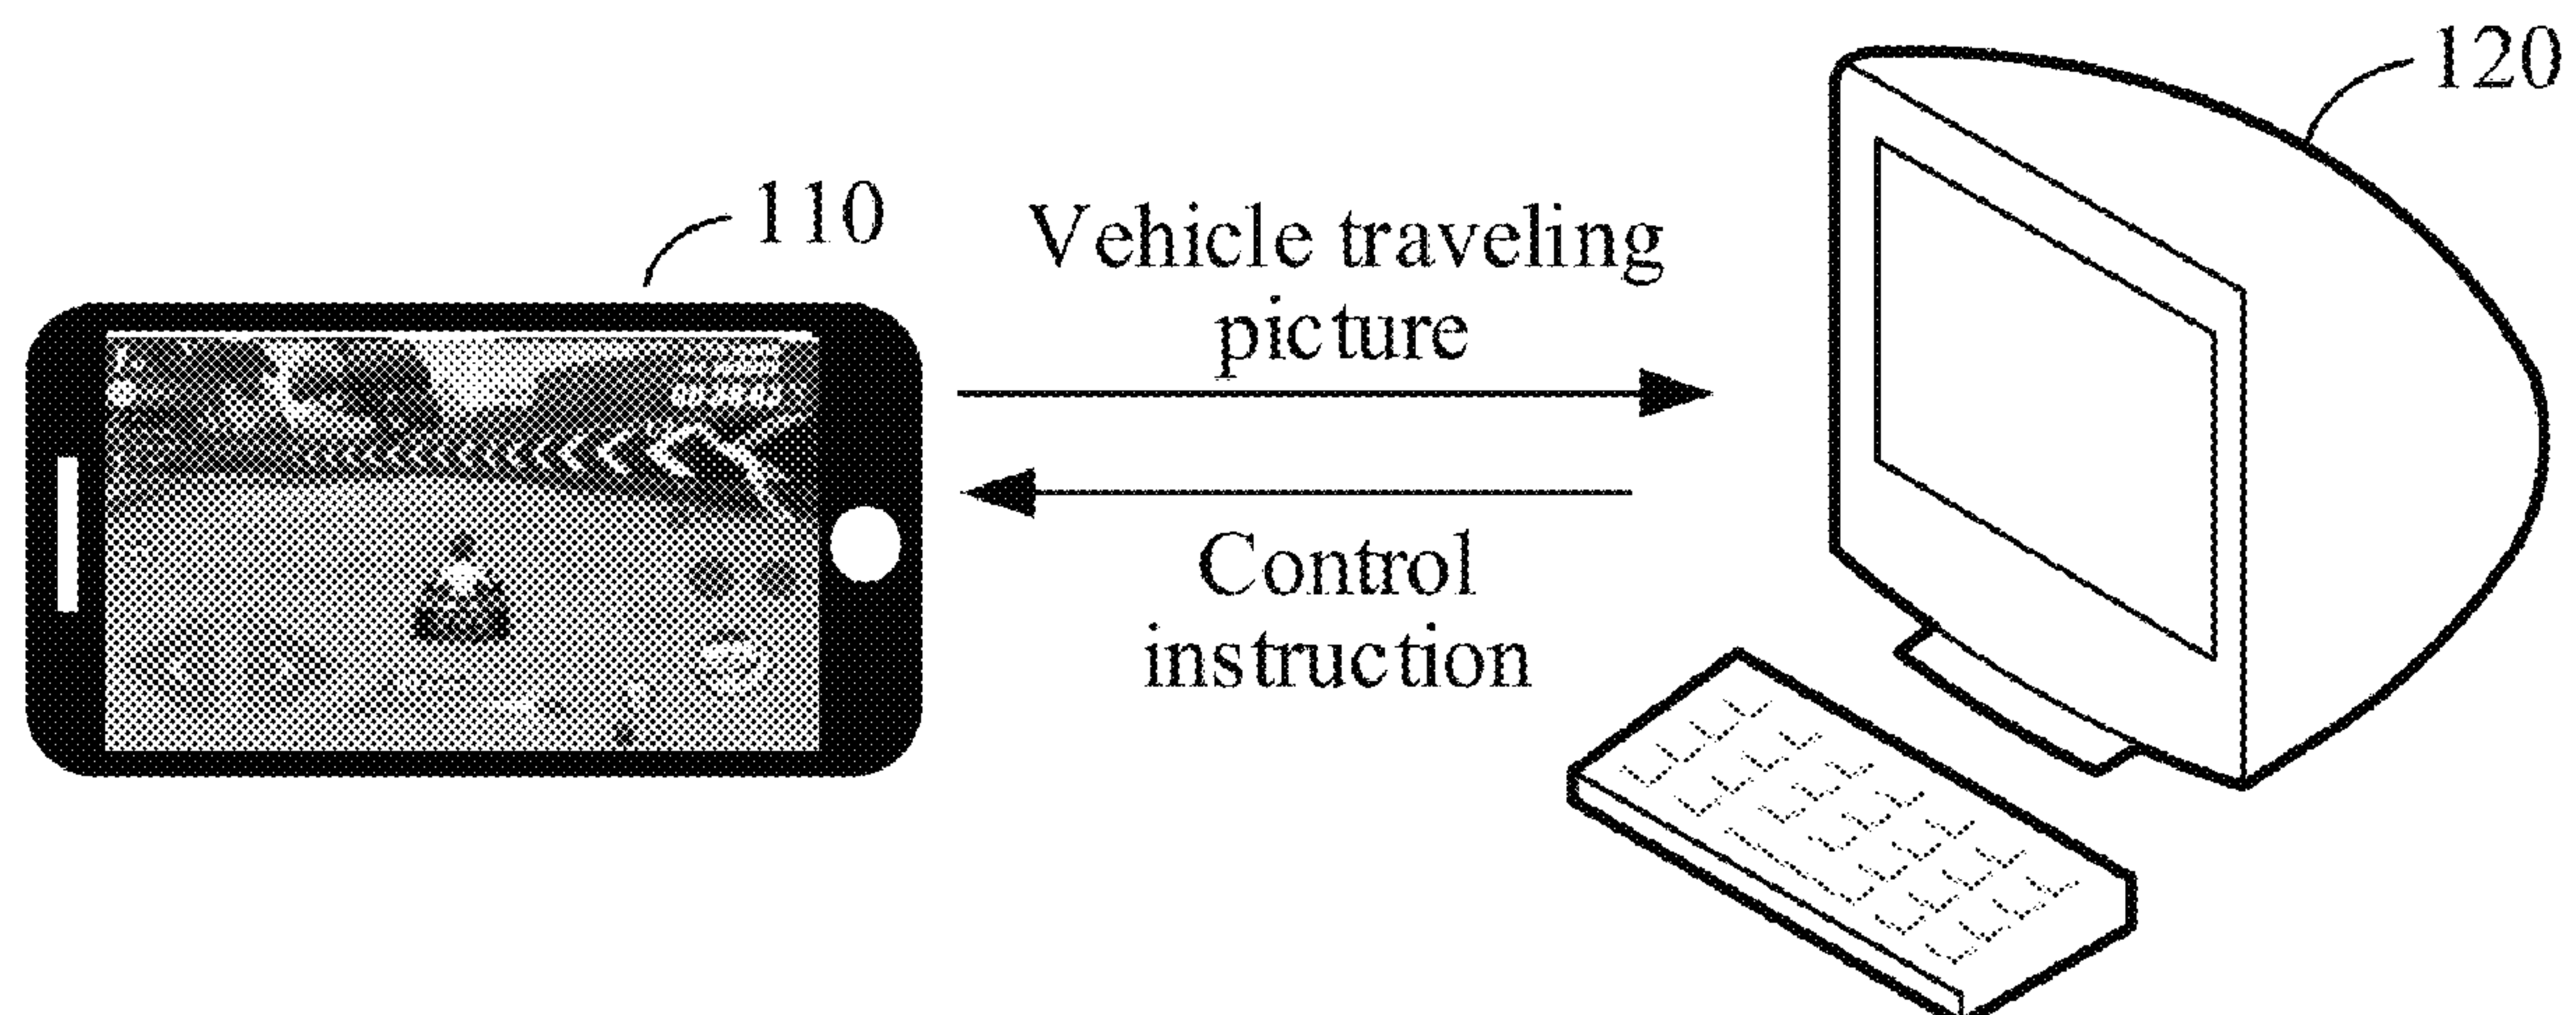 120
110
Vehicle traveling
picture
Control
instruction